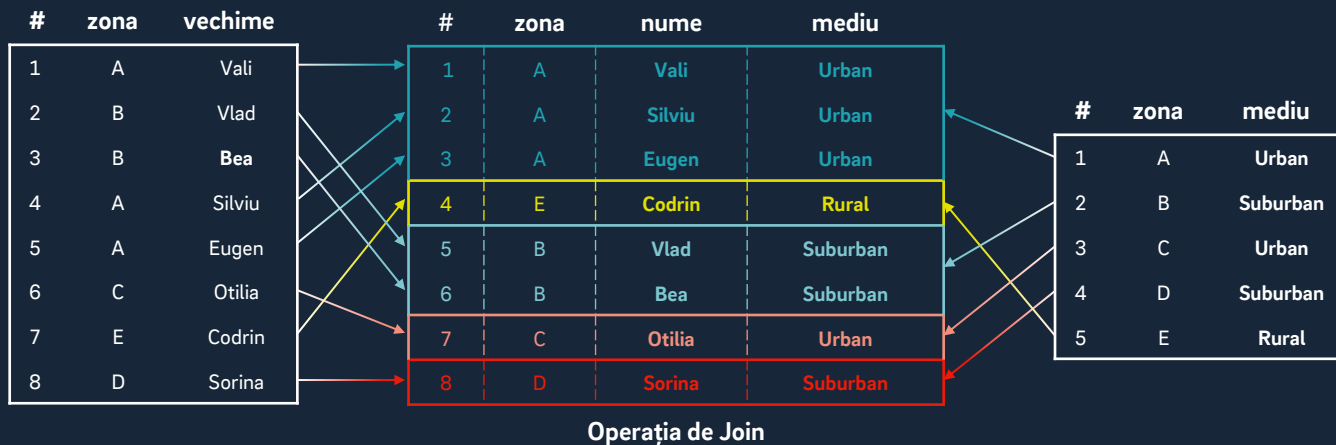 # zona vechime
1 A Vali
2 B Vlad
3 B Bea
4 A Silviu
5 A Eugen
6 C Otilia
7 E Codrin
8 D Sorina
# zona nume mediu
1 A Vali Urban
2 A Silviu Urban
3 A Eugen Urban
4 E Codrin Rural
5 B Vlad Suburban
6 B Bea Suburban
7 C Otilia Urban
8 D Sorina Suburban
# zona mediu
1 A Urban
2 B Suburban
3 C Urban
4 D Suburban
5 E Rural
Operația de Join